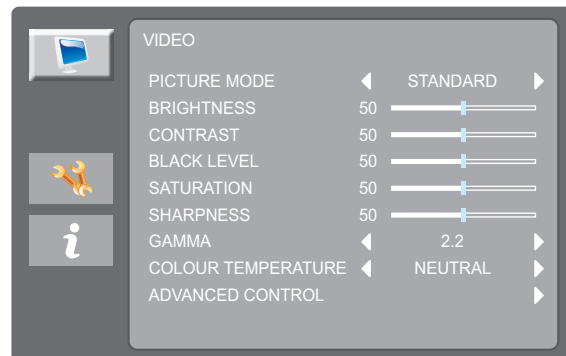 VIDEO
PICTURE MODE STANDARD
BRIGHTNESS 50
CONTRAST 50
BLACK LEVEL 50
SATURATION 50
SHARPNESS 50
GAMMA 2.2
COLOUR TEMPERATURE NEUTRAL
ADVANCED CONTROL
i